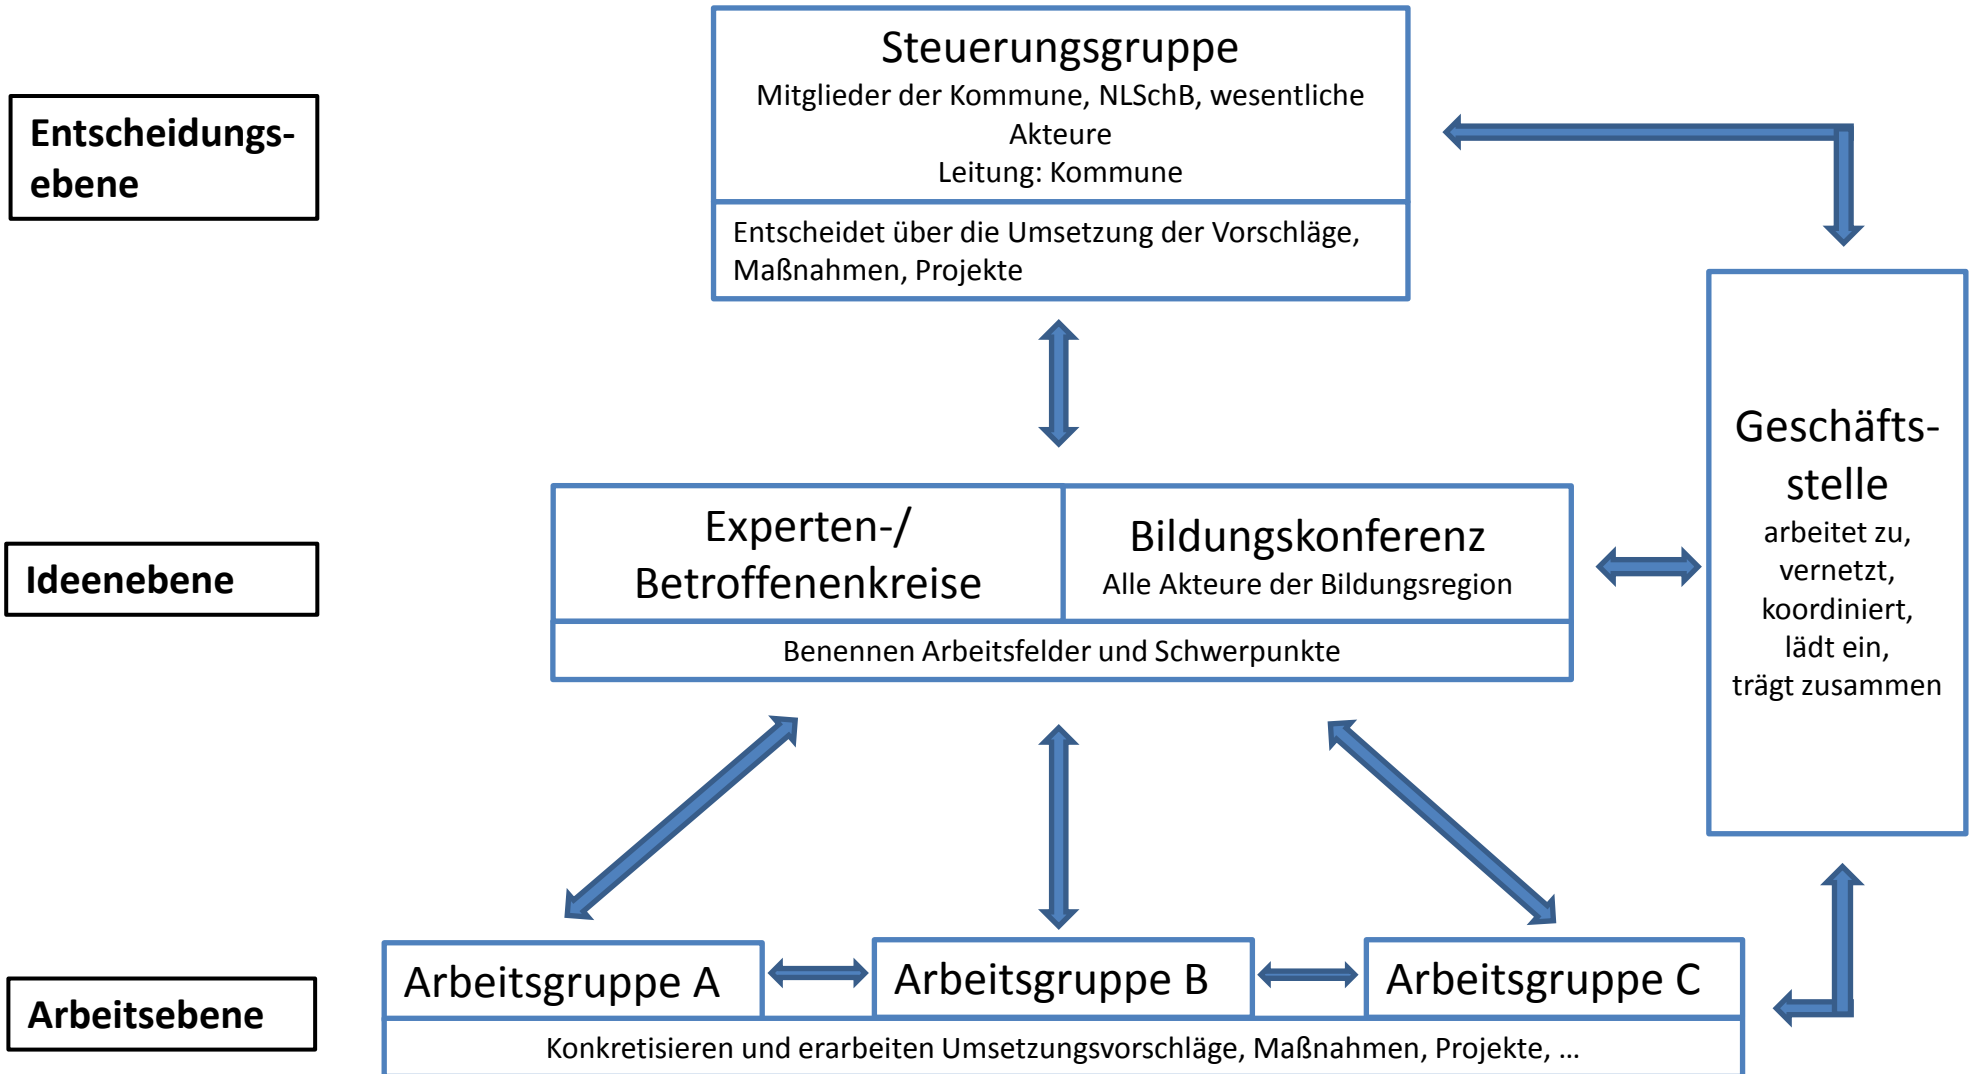 Entscheidungs-
ebene
Steuerungsgruppe
Mitglieder der Kommune, NLSchB, wesentliche
Akteure
Leitung: Kommune
Entscheidet über die Umsetzung der Vorschläge,
Maßnahmen, Projekte
Ideenebene
Experten-/
Betroffenenkreise
Bildungskonferenz
Alle Akteure der Bildungsregion
Benennen Arbeitsfelder und Schwerpunkte
Geschäfts-
stelle
arbeitet zu,
vernetzt,
koordiniert,
lädt ein,
trägt zusammen
Arbeitsebene
Arbeitsgruppe A
Arbeitsgruppe B
Arbeitsgruppe C
Konkretisieren und erarbeiten Umsetzungsvorschläge, Maßnahmen, Projekte, …